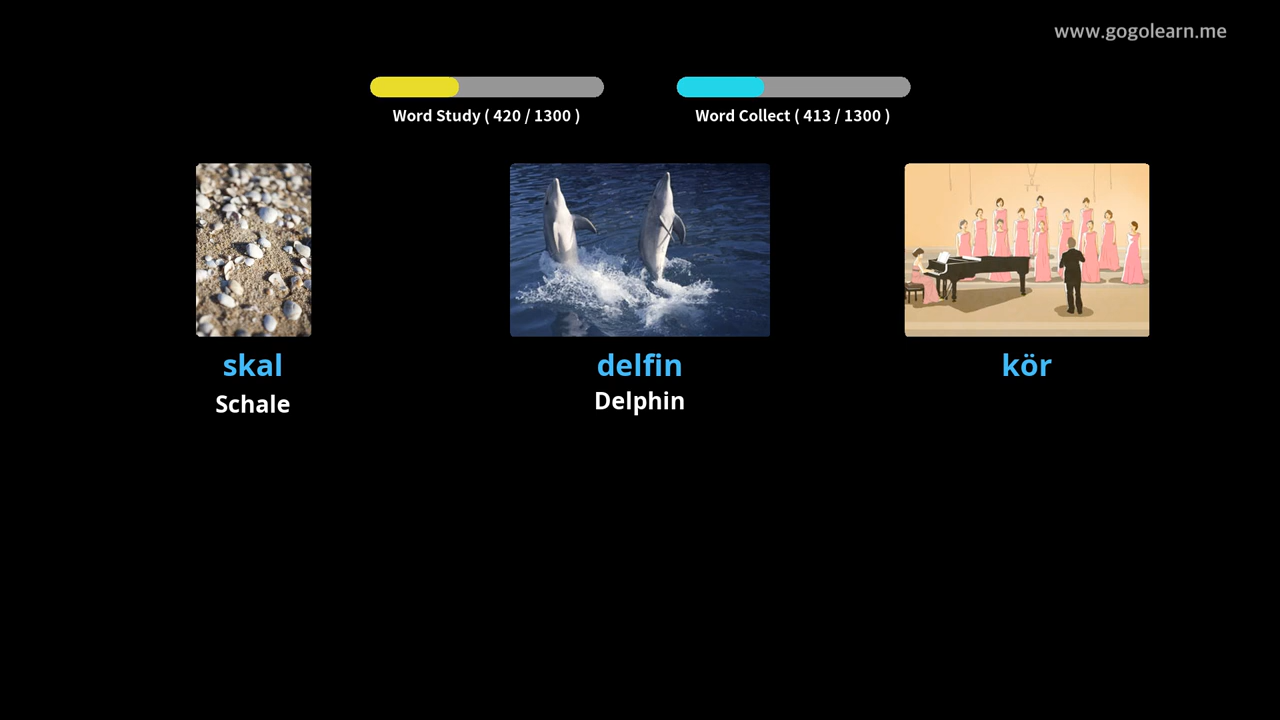 www.gogolearn.me
Word Study ( 420 / 1300 )
Word Collect ( 413 / 1300 )
skal
delfin
kör
Schale
Delphin